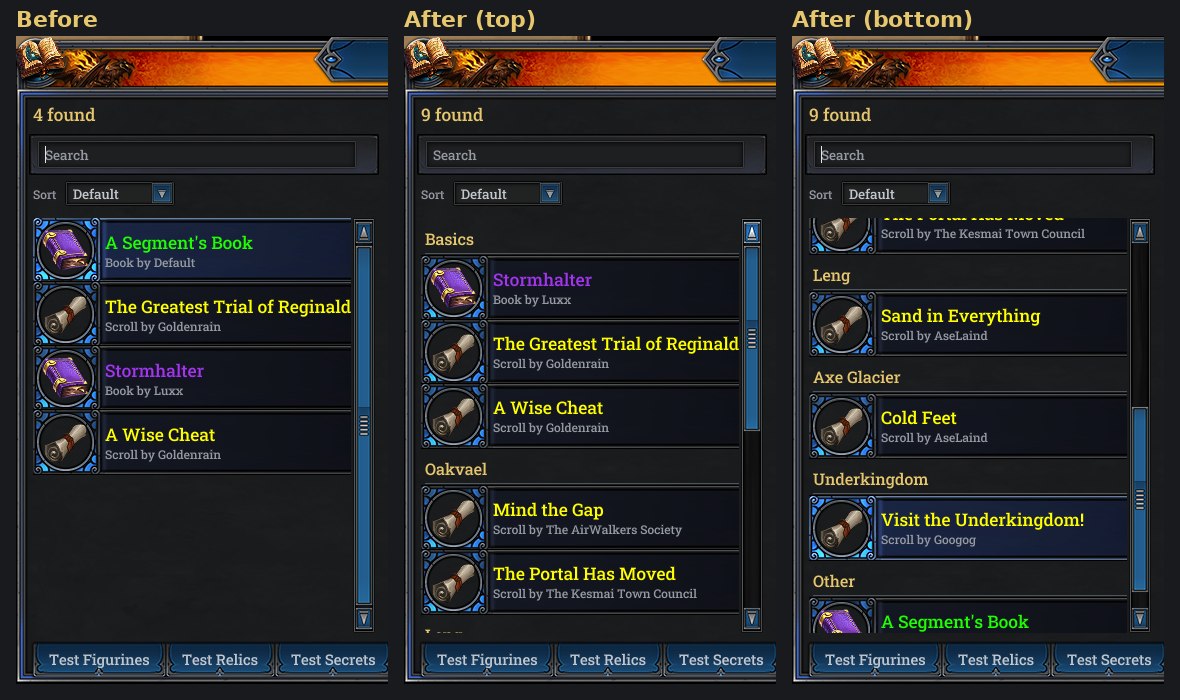 Before
4 found
Search
Sort Default
A Segment's Book
Book by Default
The Greatest Trial of Reginald
Scroll by Goldenrain
Stormhalter
Book by Luxx
A Wise Cheat
Scroll by Goldenrain
Test Figurines Test Relics Test Secrets
After (top)
9 found
Search
Sort Default
Basics
Stormhalter
Book by Luxx
The Greatest Trial of Reginald
Scroll by Goldenrain
A Wise Cheat
Scroll by Goldenrain
Oakvael
Mind the Gap
Scroll by The AirWalkers Society
The Portal Has Moved
Scroll by The Kesmai Town Council
Test Figurines Test Relics Test Secrets
After (bottom)
9 found
Search
Sort Default
The Portal Has Moved
Scroll by The Kesmai Town Council
Leng
Sand in Everything
Scroll by AseLaind
Axe Glacier
Cold Feet
Scroll by AseLaind
Underkingdom
Visit the Underkingdom!
Scroll by Googog
Other
A Segment's Book
Test Figurines Test Relics Test Secrets